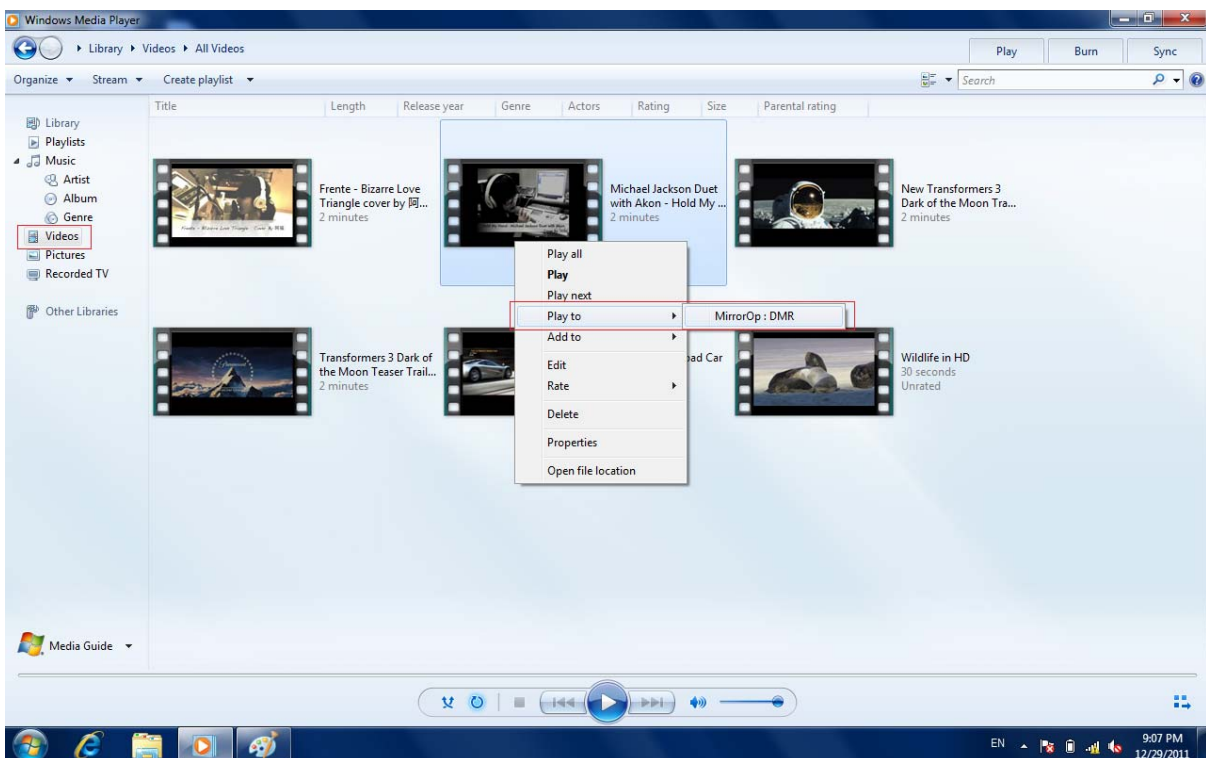 Windows Media Player
Library Videos All Videos
Play Burn Sync
Organize Stream Create playlist
Search
Title Length Release year Genre Actors Rating Size Parental rating
Library
Playlists
Music
Artist
Album
Genre
Videos
Pictures
Recorded TV
Other Libraries
Frente - Bizarre Love
Triangle cover by 阿...
2 minutes
Michael Jackson Duet
with Akon - Hold My ...
2 minutes
New Transformers 3
Dark of the Moon Tra...
2 minutes
Transformers 3 Dark of
the Moon Teaser Trail...
2 minutes
Car
Wildlife in HD
30 seconds
Unrated
Play all
Play
Play next
Play to
MirrorOp : DMR
Add to
Edit
Rate
Delete
Properties
Open file location
Media Guide
EN
9:07 PM
12/29/2011